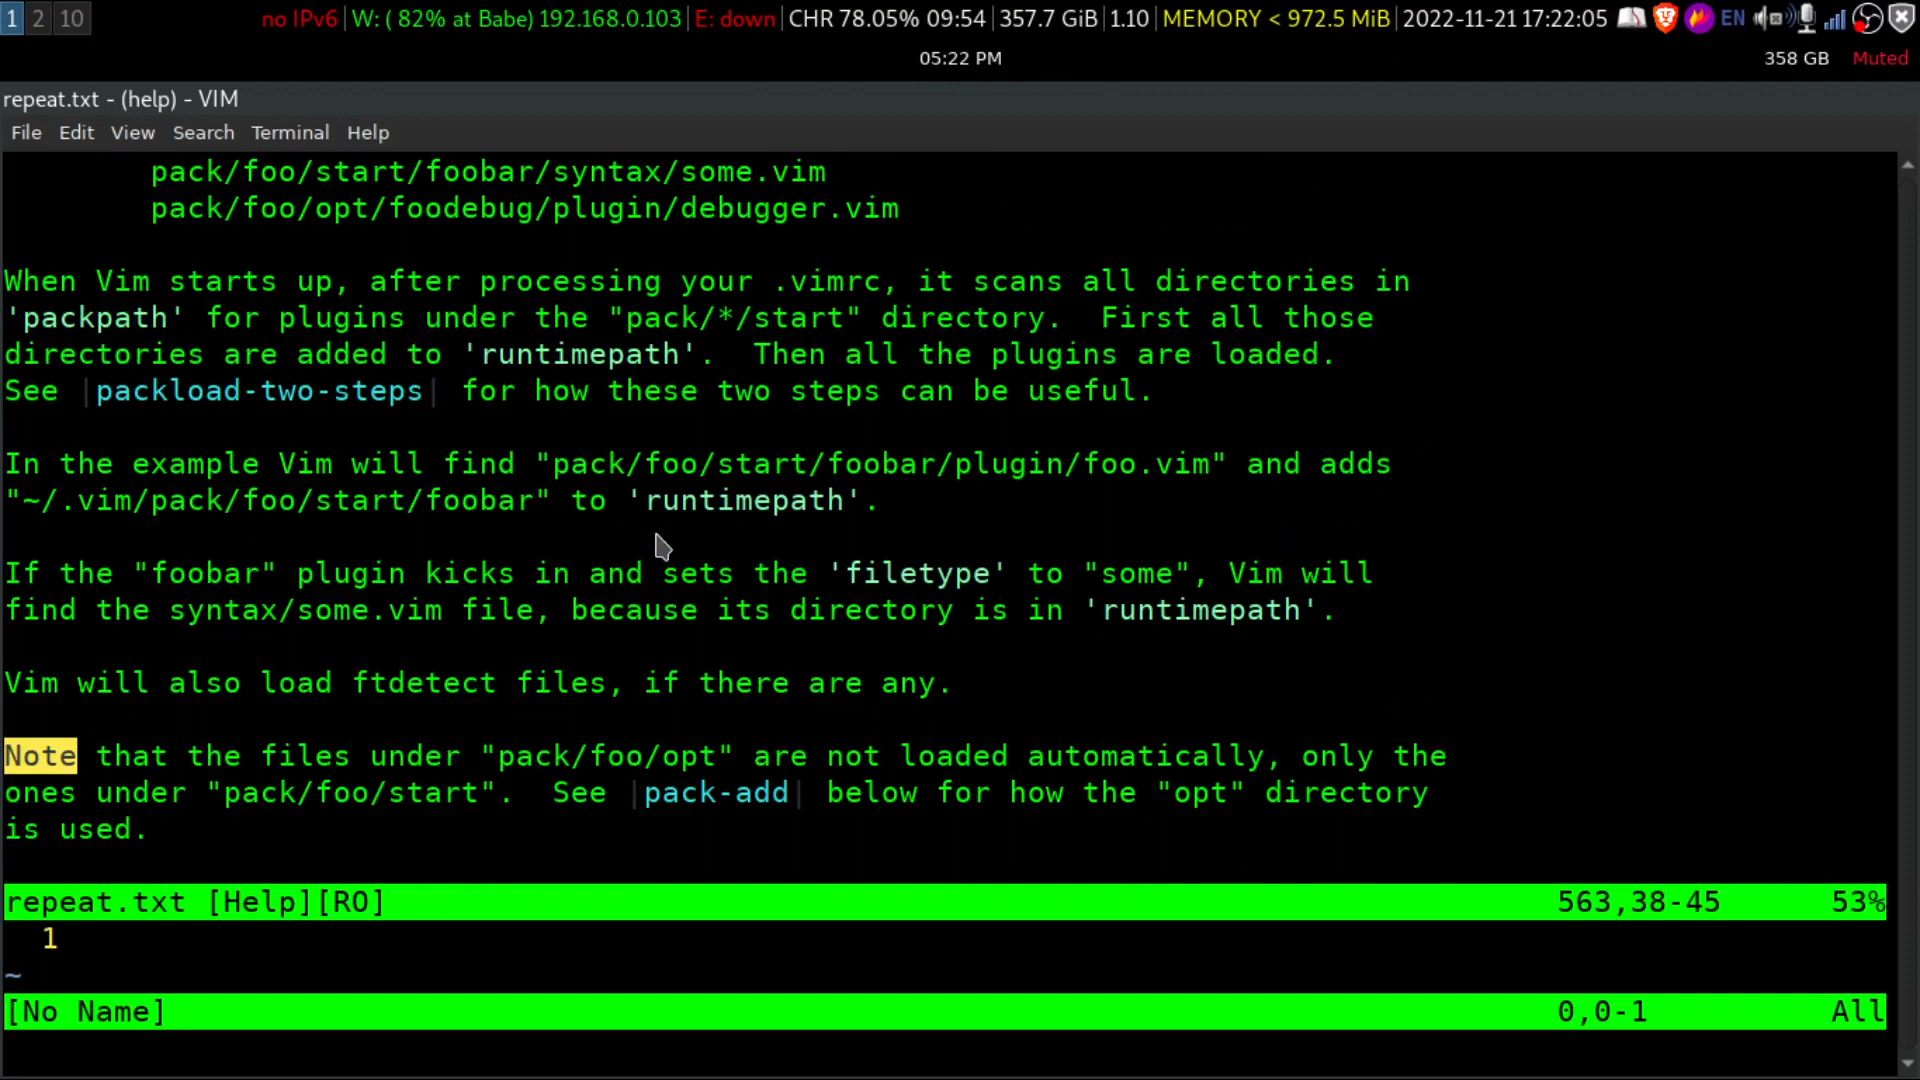 1 2 10 no IPv6 W: ( 82% at Babe) 192.168.0.103 E: down CHR 78.05% 09:54 357.7 GiB 1.10 MEMORY < 972.5 MiB 2022-11-21 17:22:05 EN
05:22 PM 358 GB Muted
repeat.txt - (help) - VIM
File Edit View Search Terminal Help
pack/foo/start/foobar/syntax/some.vim
pack/foo/opt/foodebug/plugin/debugger.vim
When Vim starts up, after processing your .vimrc, it scans all directories in
'packpath' for plugins under the "pack/*/start" directory.  First all those
directories are added to 'runtimepath'.  Then all the plugins are loaded.
See |packload-two-steps| for how these two steps can be useful.
In the example Vim will find "pack/foo/start/foobar/plugin/foo.vim" and adds
"~/.vim/pack/foo/start/foobar" to 'runtimepath'.
If the "foobar" plugin kicks in and sets the 'filetype' to "some", Vim will
find the syntax/some.vim file, because its directory is in 'runtimepath'.
Vim will also load ftdetect files, if there are any.
Note that the files under "pack/foo/opt" are not loaded automatically, only the
ones under "pack/foo/start".  See |pack-add| below for how the "opt" directory
is used.
repeat.txt [Help][RO] 563,38-45 53%
1
~
[No Name] 0,0-1 All